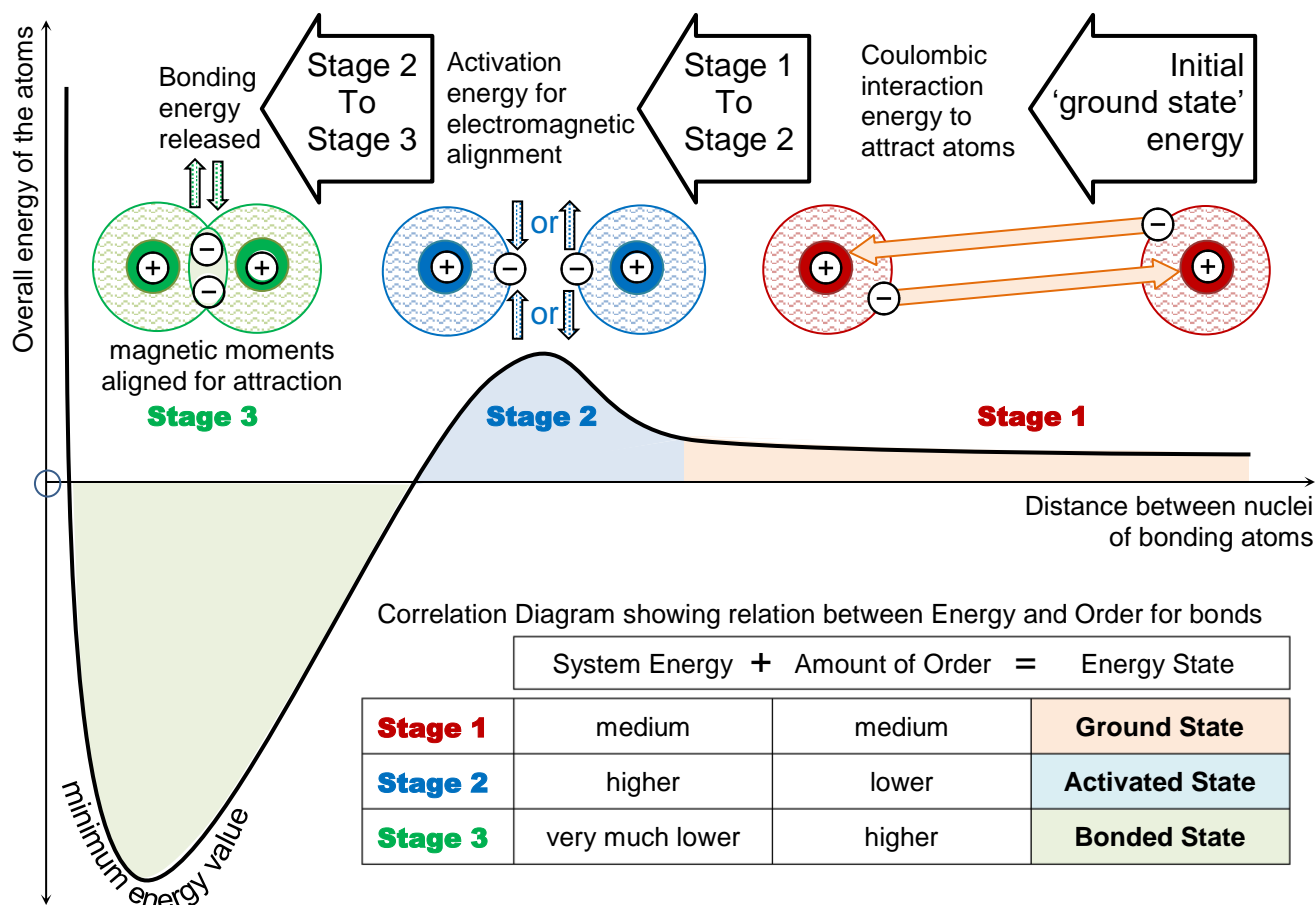 Overall energy of the atoms
Bonding
energy
released
Stage 2
To
Stage 3
Activation
energy for
electromagnetic
alignment
Stage 1
To
Stage 2
Coulombic
interaction
energy to
attract atoms
Initial
‘ground state’
energy
+ − − +
+ − or or − +
+ − − +
magnetic moments
aligned for attraction
Stage 3
Stage 2
Stage 1
Distance between nuclei
of bonding atoms
minimum energy value
Correlation Diagram showing relation between Energy and Order for bonds
System Energy + Amount of Order = Energy State
Stage 1 medium medium Ground State
Stage 2 higher lower Activated State
Stage 3 very much lower higher Bonded State